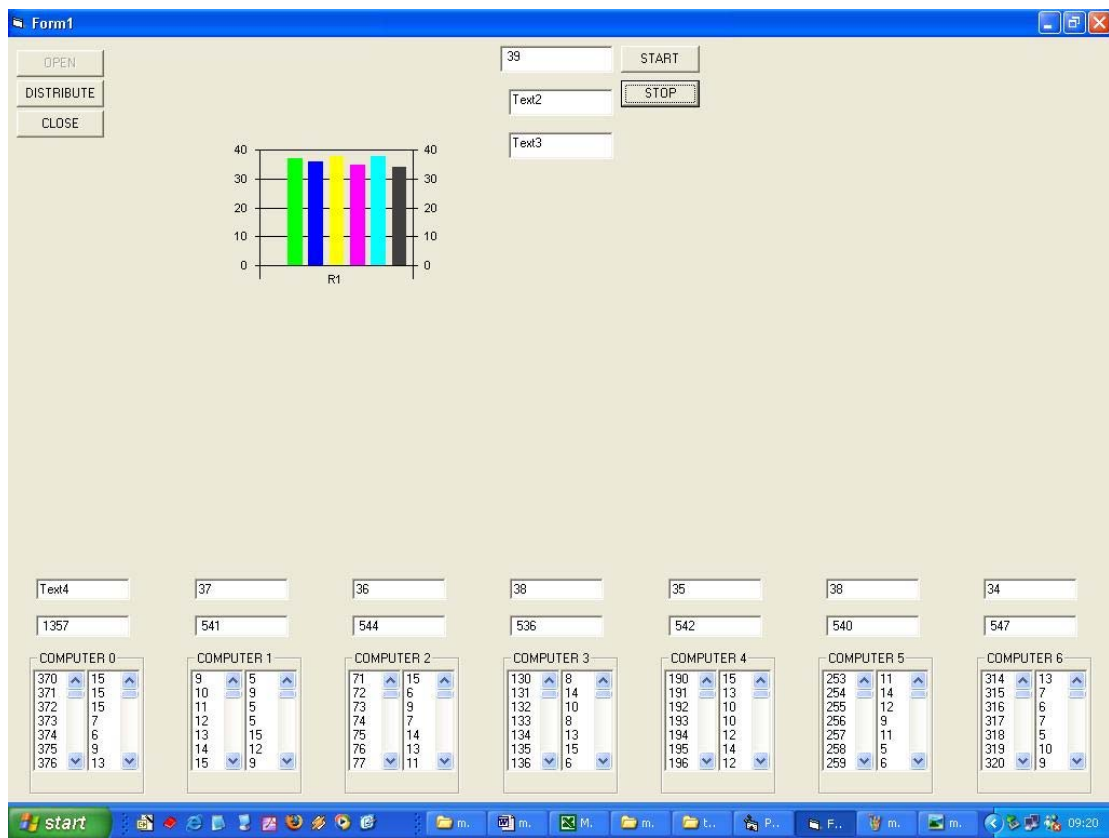 Form1
OPEN
DISTRIBUTE
CLOSE
39
START
Text2
STOP
Text3
40 40
30 30
20 20
10 10
0 0
R1
Text4 37 36 38 35 38 34
1357 541 544 536 542 540 547
COMPUTER 0 COMPUTER 1 COMPUTER 2 COMPUTER 3 COMPUTER 4 COMPUTER 5 COMPUTER 6
370 15 9 5 71 15 130 8 190 15 253 11 314 13
371 15 10 9 72 6 131 14 191 13 254 14 315 7
372 15 11 5 73 9 132 10 192 10 255 12 316 6
373 7 12 5 74 7 133 8 193 10 256 9 317 7
374 6 13 15 75 14 134 13 194 12 257 11 318 5
375 9 14 12 76 13 135 15 195 14 258 5 319 10
376 13 15 9 77 11 136 6 196 12 259 6 320 9
start m. m. M. m. t.. P.. F.. m. m. 09:20